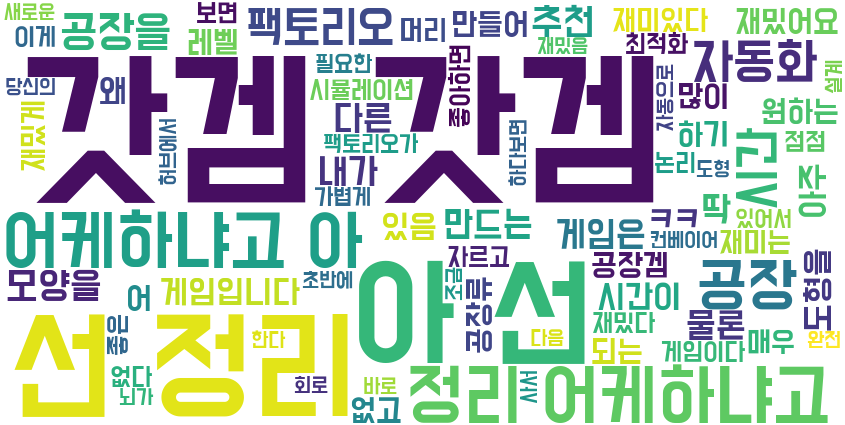 새로운 보면 팩토리오 머리 만들어 추천 재미있다 재밌어요
이게 공장을 레벨 필요한 재밌음 최적화 자동화
당신의 왜 갓겜 갓겜 시뮬레이션 좋아하면 자동으로 많이 원하는 설계
재밌게 허브에서 다른 팩토리오가 하다보면 하기 시간 점점
내가 가볍게 논리 도형 아주
어케하냐고 아 있음 만드는 게임은 ㅋㅋ 딱 있어서
컨베이어 재미는
모양을 어 게임입니다 초반에 자르고 조금 공장겜 공장 도형을
아 선 공장류 시간이 물론
선 정리 좋은 한다 다음 재밌다 되는 게임이다 매우 완전
없다 뇌가 회로 바로 없고 정리 어케하냐고